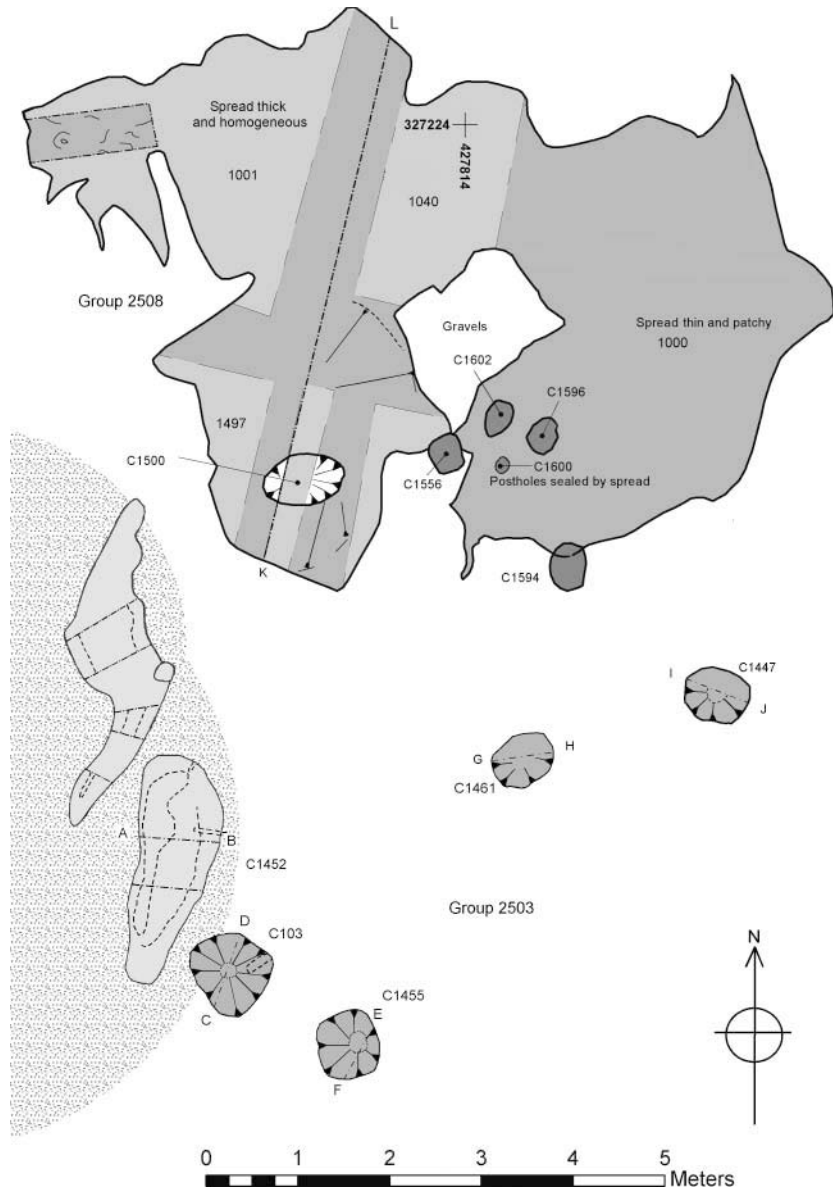 L
Spread thick
and homogeneous
327224
427814
1001
1040
Group 2508
Gravels
Spread thin and patchy
1000
C1602
C1596
1497
C1500
C1556
C1600
Postholes sealed by spread
K
C1594
I
C1447
J
G
H
C1461
A
B
C1452
Group 2503
D
C103
N
C1455
E
C
F
0 1 2 3 4 5
Meters